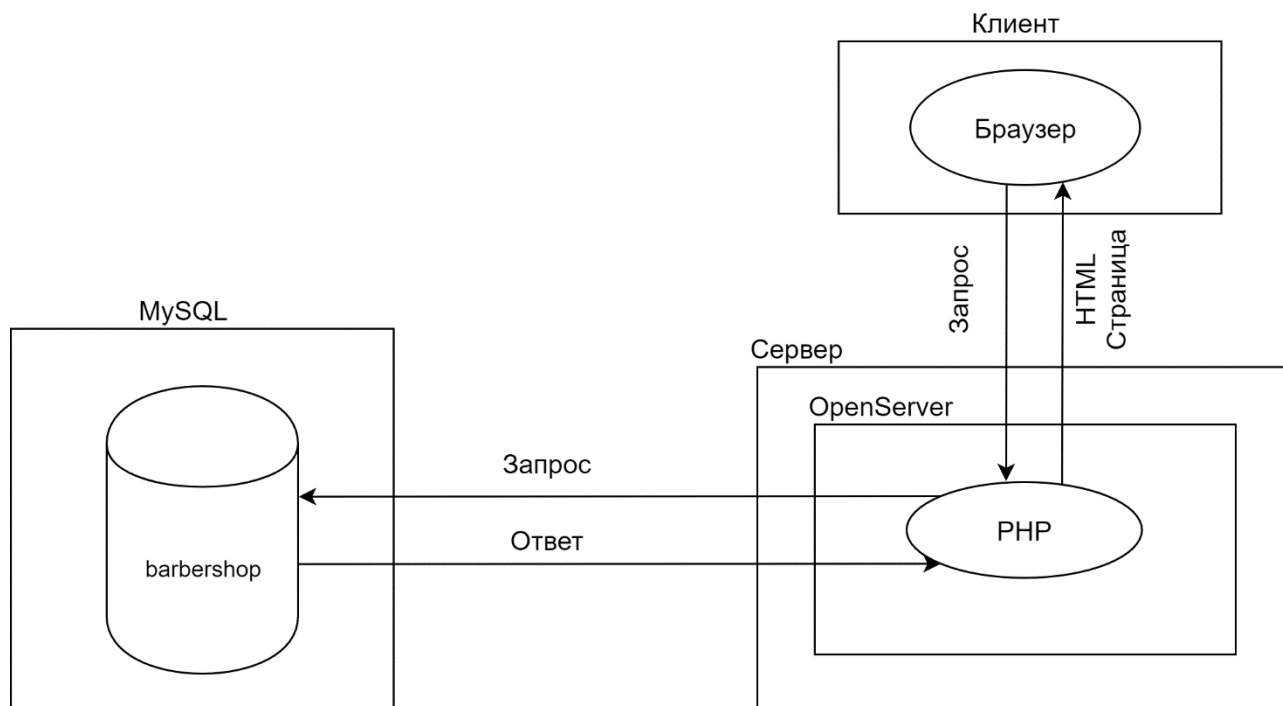 Клиент
Браузер
Запрос
HTML
Страница
MySQL
Сервер
OpenServer
Запрос
PHP
Ответ
barbershop